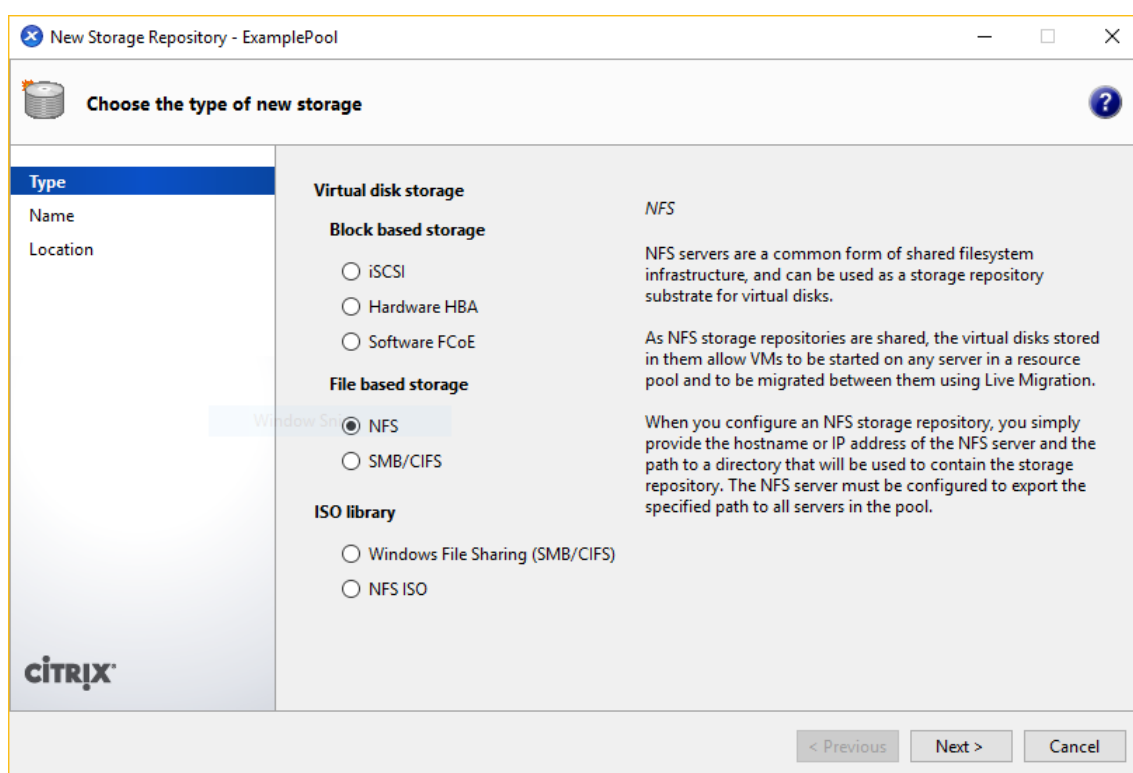 New Storage Repository - ExamplePool
Choose the type of new storage
?
Type
Name
Location
Virtual disk storage
Block based storage
iSCSI
Hardware HBA
Software FCoE
File based storage
Window Sni
NFS
SMB/CIFS
ISO library
Windows File Sharing (SMB/CIFS)
NFS ISO
NFS
NFS servers are a common form of shared filesystem
infrastructure, and can be used as a storage repository
substrate for virtual disks.
As NFS storage repositories are shared, the virtual disks stored
in them allow VMs to be started on any server in a resource
pool and to be migrated between them using Live Migration.
When you configure an NFS storage repository, you simply
provide the hostname or IP address of the NFS server and the
path to a directory that will be used to contain the storage
repository. The NFS server must be configured to export the
specified path to all servers in the pool.
CITRIX
< Previous
Next >
Cancel